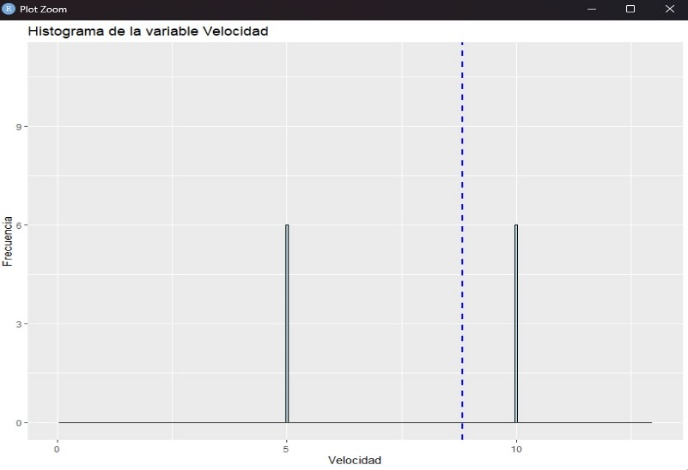 R Plot Zoom
Histograma de la variable Velocidad
Frecuencia
9
6
3
0
0 5 10
Velocidad